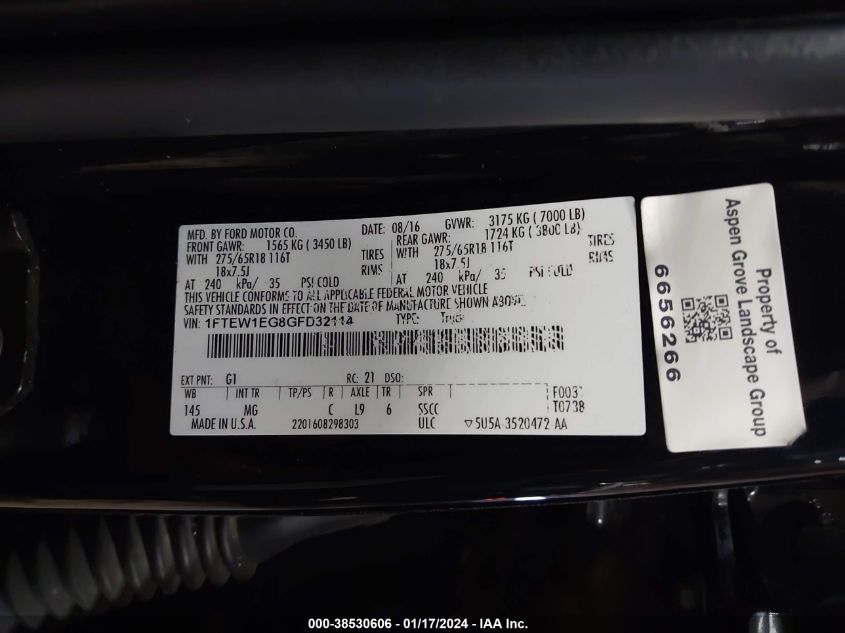 MFD. BY FORD MOTOR CO. DATE: 08/16 GVWR: 3175 KG ( 7000 LB)
FRONT GAWR: 1565 KG ( 3450 LB) REAR GAWR: 1724 KG ( 3800 LB)
WITH 275/65R18 116T TIRES WITH 275/65R18 116T TIRES
18x7.5J RIMS 18x7.5J RIMS
AT 240 kPa/ 35 PSI COLD AT 240 kPa/ 35 PSI COLD
THIS VEHICLE CONFORMS TO ALL APPLICABLE FEDERAL MOTOR VEHICLE
SAFETY STANDARDS IN EFFECT ON THE DATE OF MANUFACTURE SHOWN ABOVE.
VIN: 1FTEW1EG8GFD32114 TYPE: Truck
EXT PNT: G1 RC: 21 DSO:
WB INT TR TP/PS R AXLE TR SPR
145 MG C L9 6 SSCC
F003
T0738
MADE IN U.S.A. 2201608298303 ULC ▽5U5A 3520472 AA
Property of
Aspen Grove Landscape Group
6656266
000-38530606 - 01/17/2024 - IAA Inc.